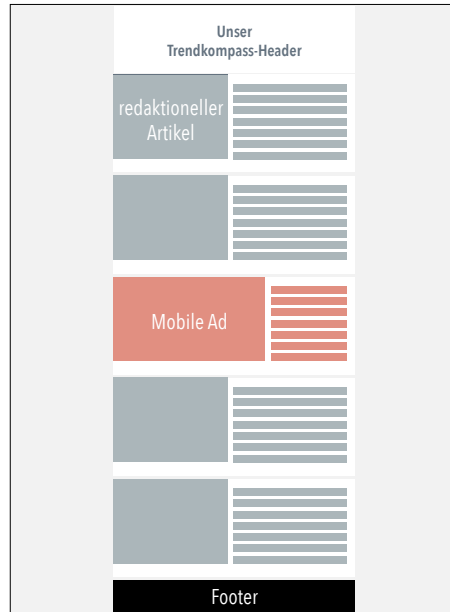 Unser
Trendkompass-Header
redaktioneller
Artikel
Mobile Ad
Footer